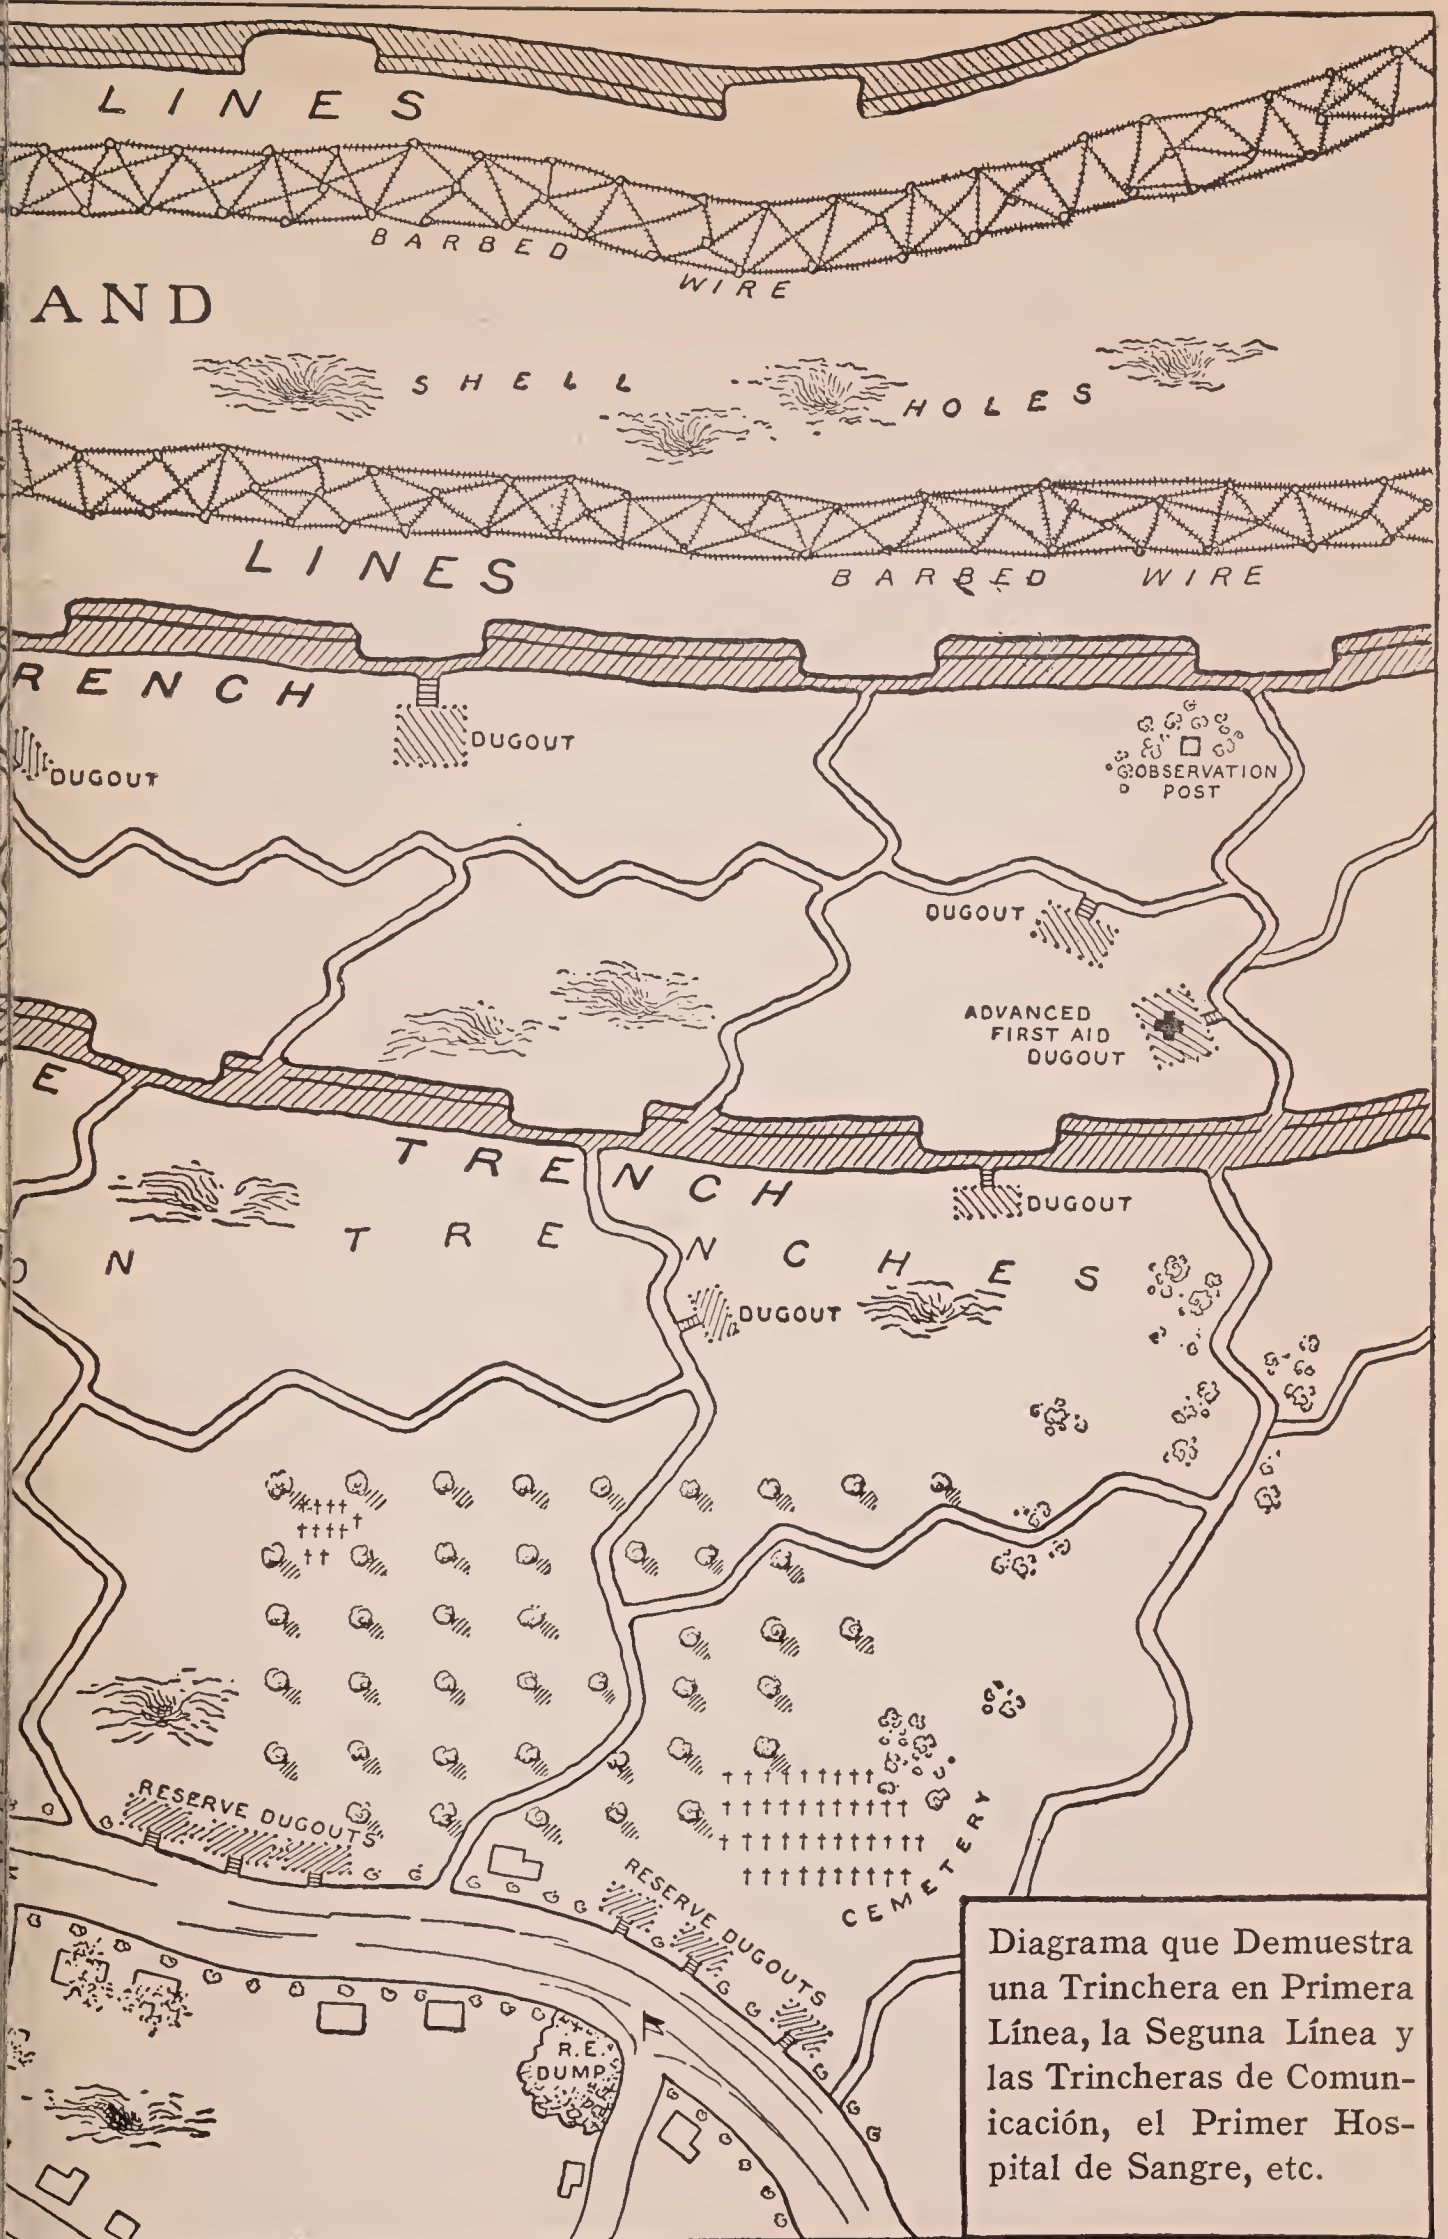 LINES
BARBED
WIRE
AND
SHELL
HOLES
LINES
BARBED WIRE
RENCH
DUGOUT
DUGOUT
OBSERVATION
POST
DUGOUT
ADVANCED
FIRST AID
DUGOUT
E
TRENCH
DUGOUT
N TRENCHES
DUGOUT
RESERVE DUGOUTS
CEMETERY
RESERVE DUGOUTS
R.E.
DUMP
Diagrama que Demuestra
una Trinchera en Primera
Línea, la Seguna Línea y
las Trincheras de Comun-
icación, el Primer Hos-
pital de Sangre, etc.